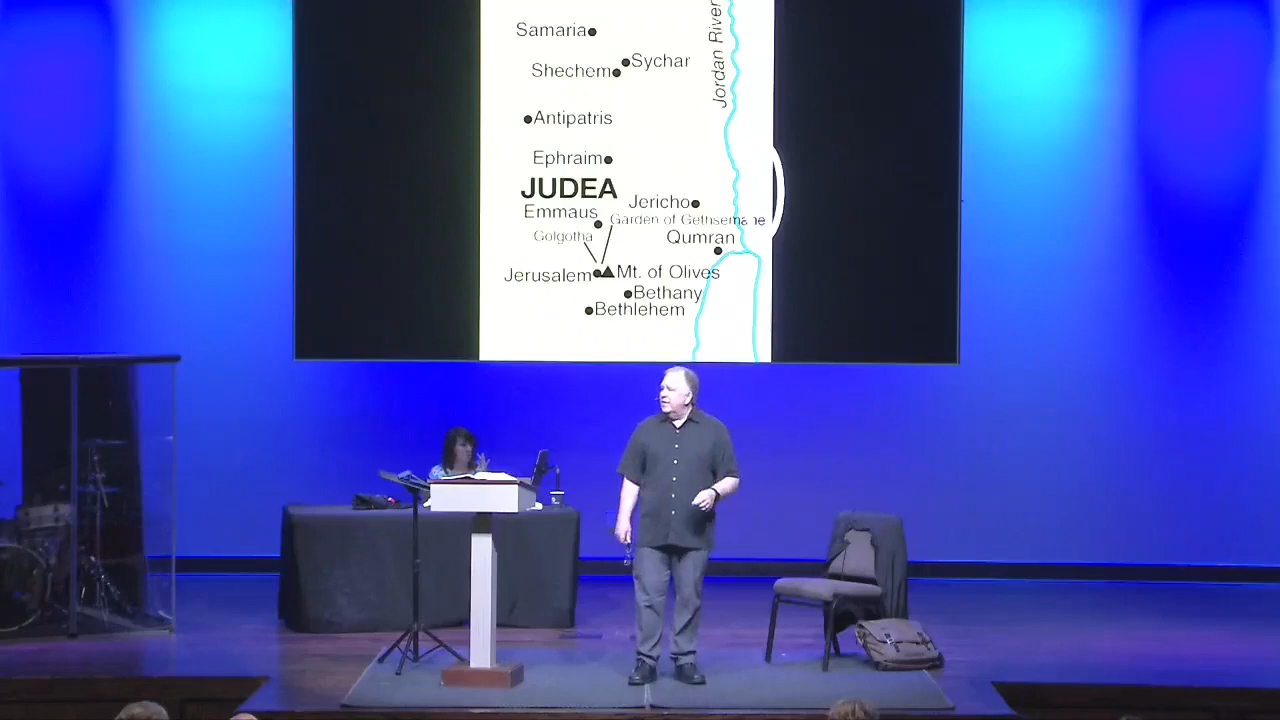 Samaria
Jordan River
Sychar
Shechem
Antipatris
Ephraim
JUDEA
Jericho
Emmaus
Garden of Gethsemane
Golgotha
Qumran
Jerusalem
Mt. of Olives
Bethany
Bethlehem